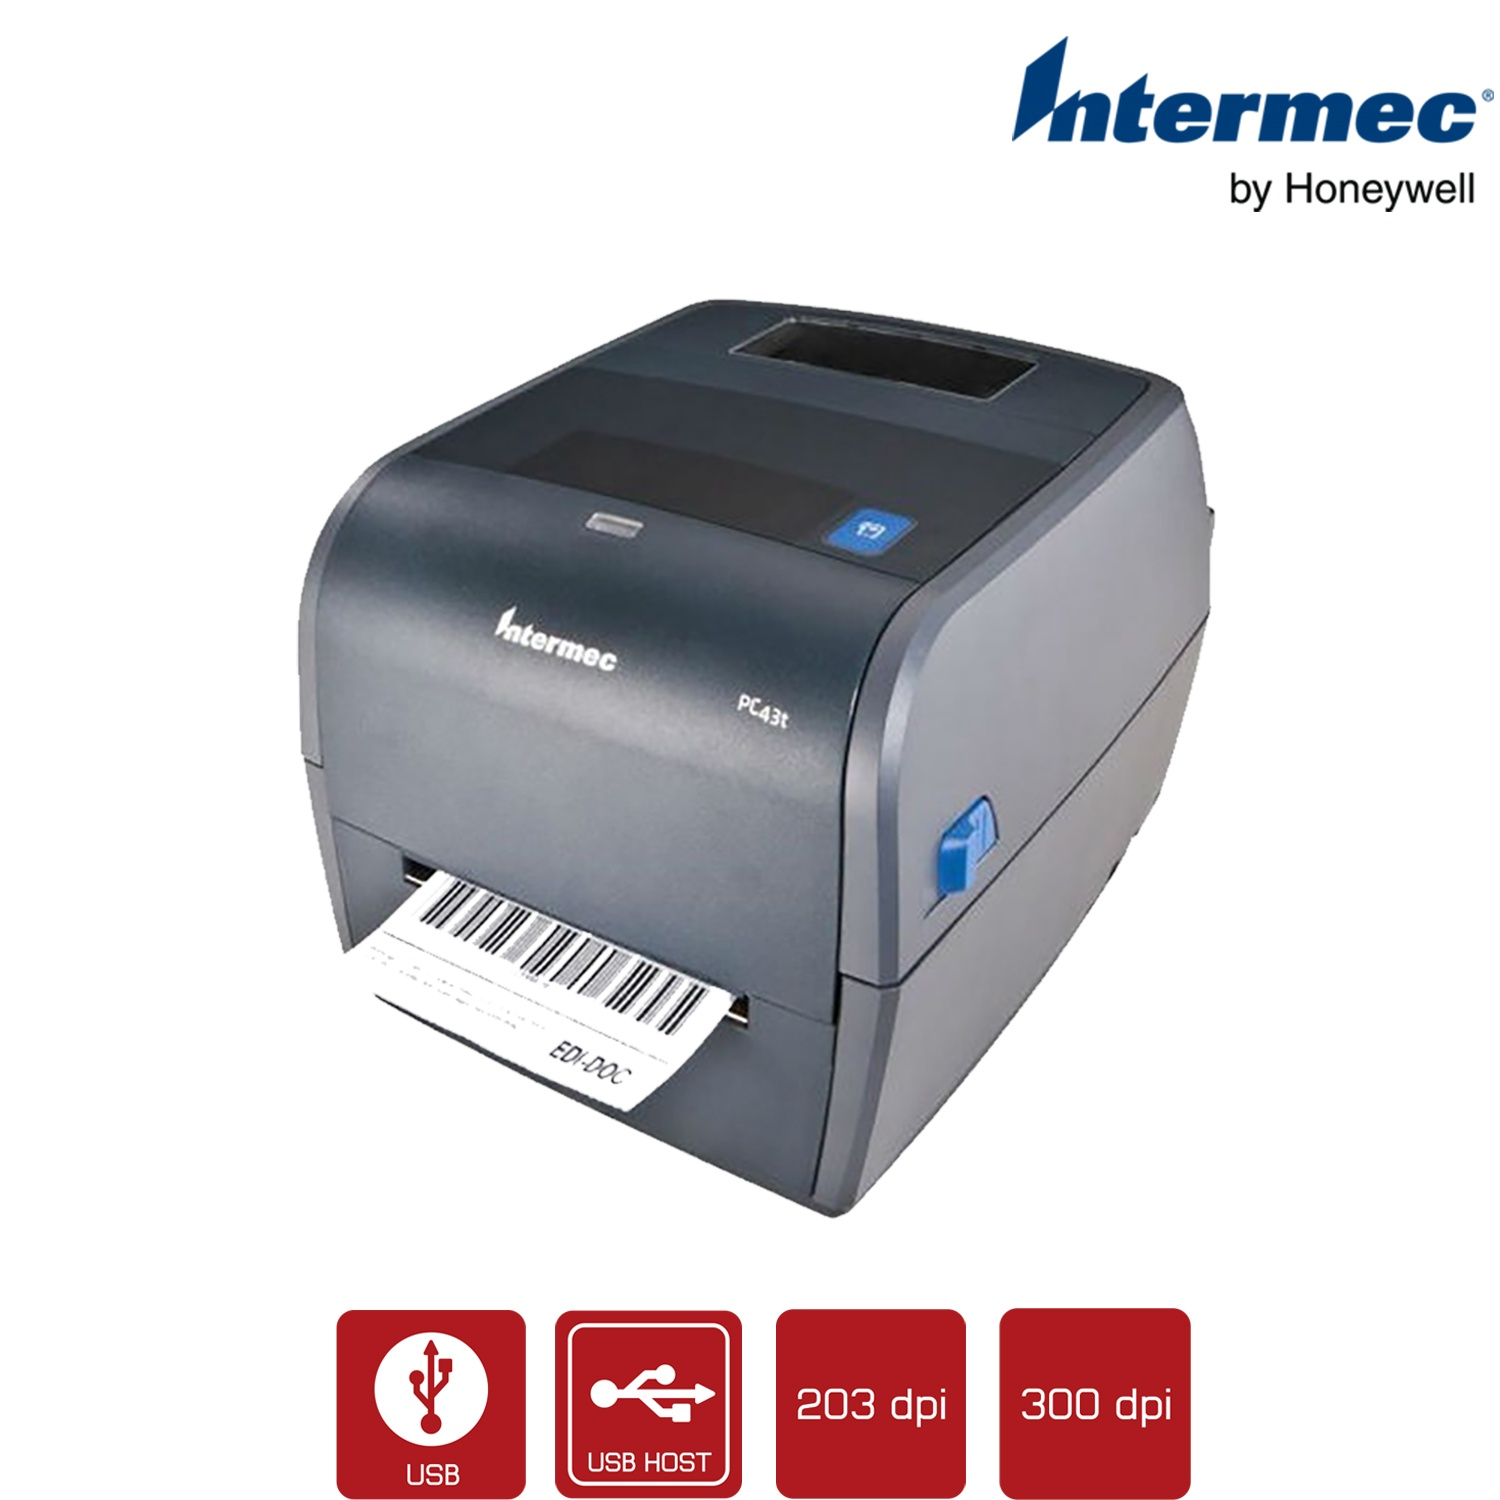 Intermec®
by Honeywell
Intermec
PC43t
EDI-DOC
USB
USB HOST
203 dpi
300 dpi